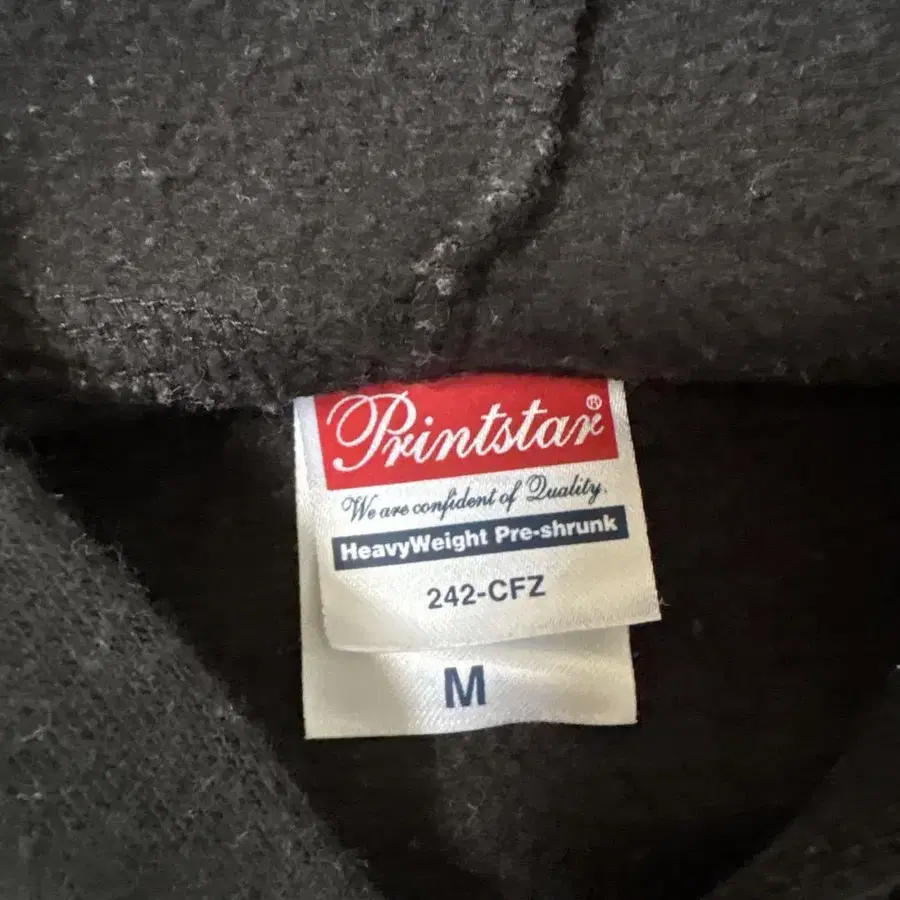 Printstar®
We are confident of Quality.
HeavyWeight Pre-shrunk
242-CFZ
M